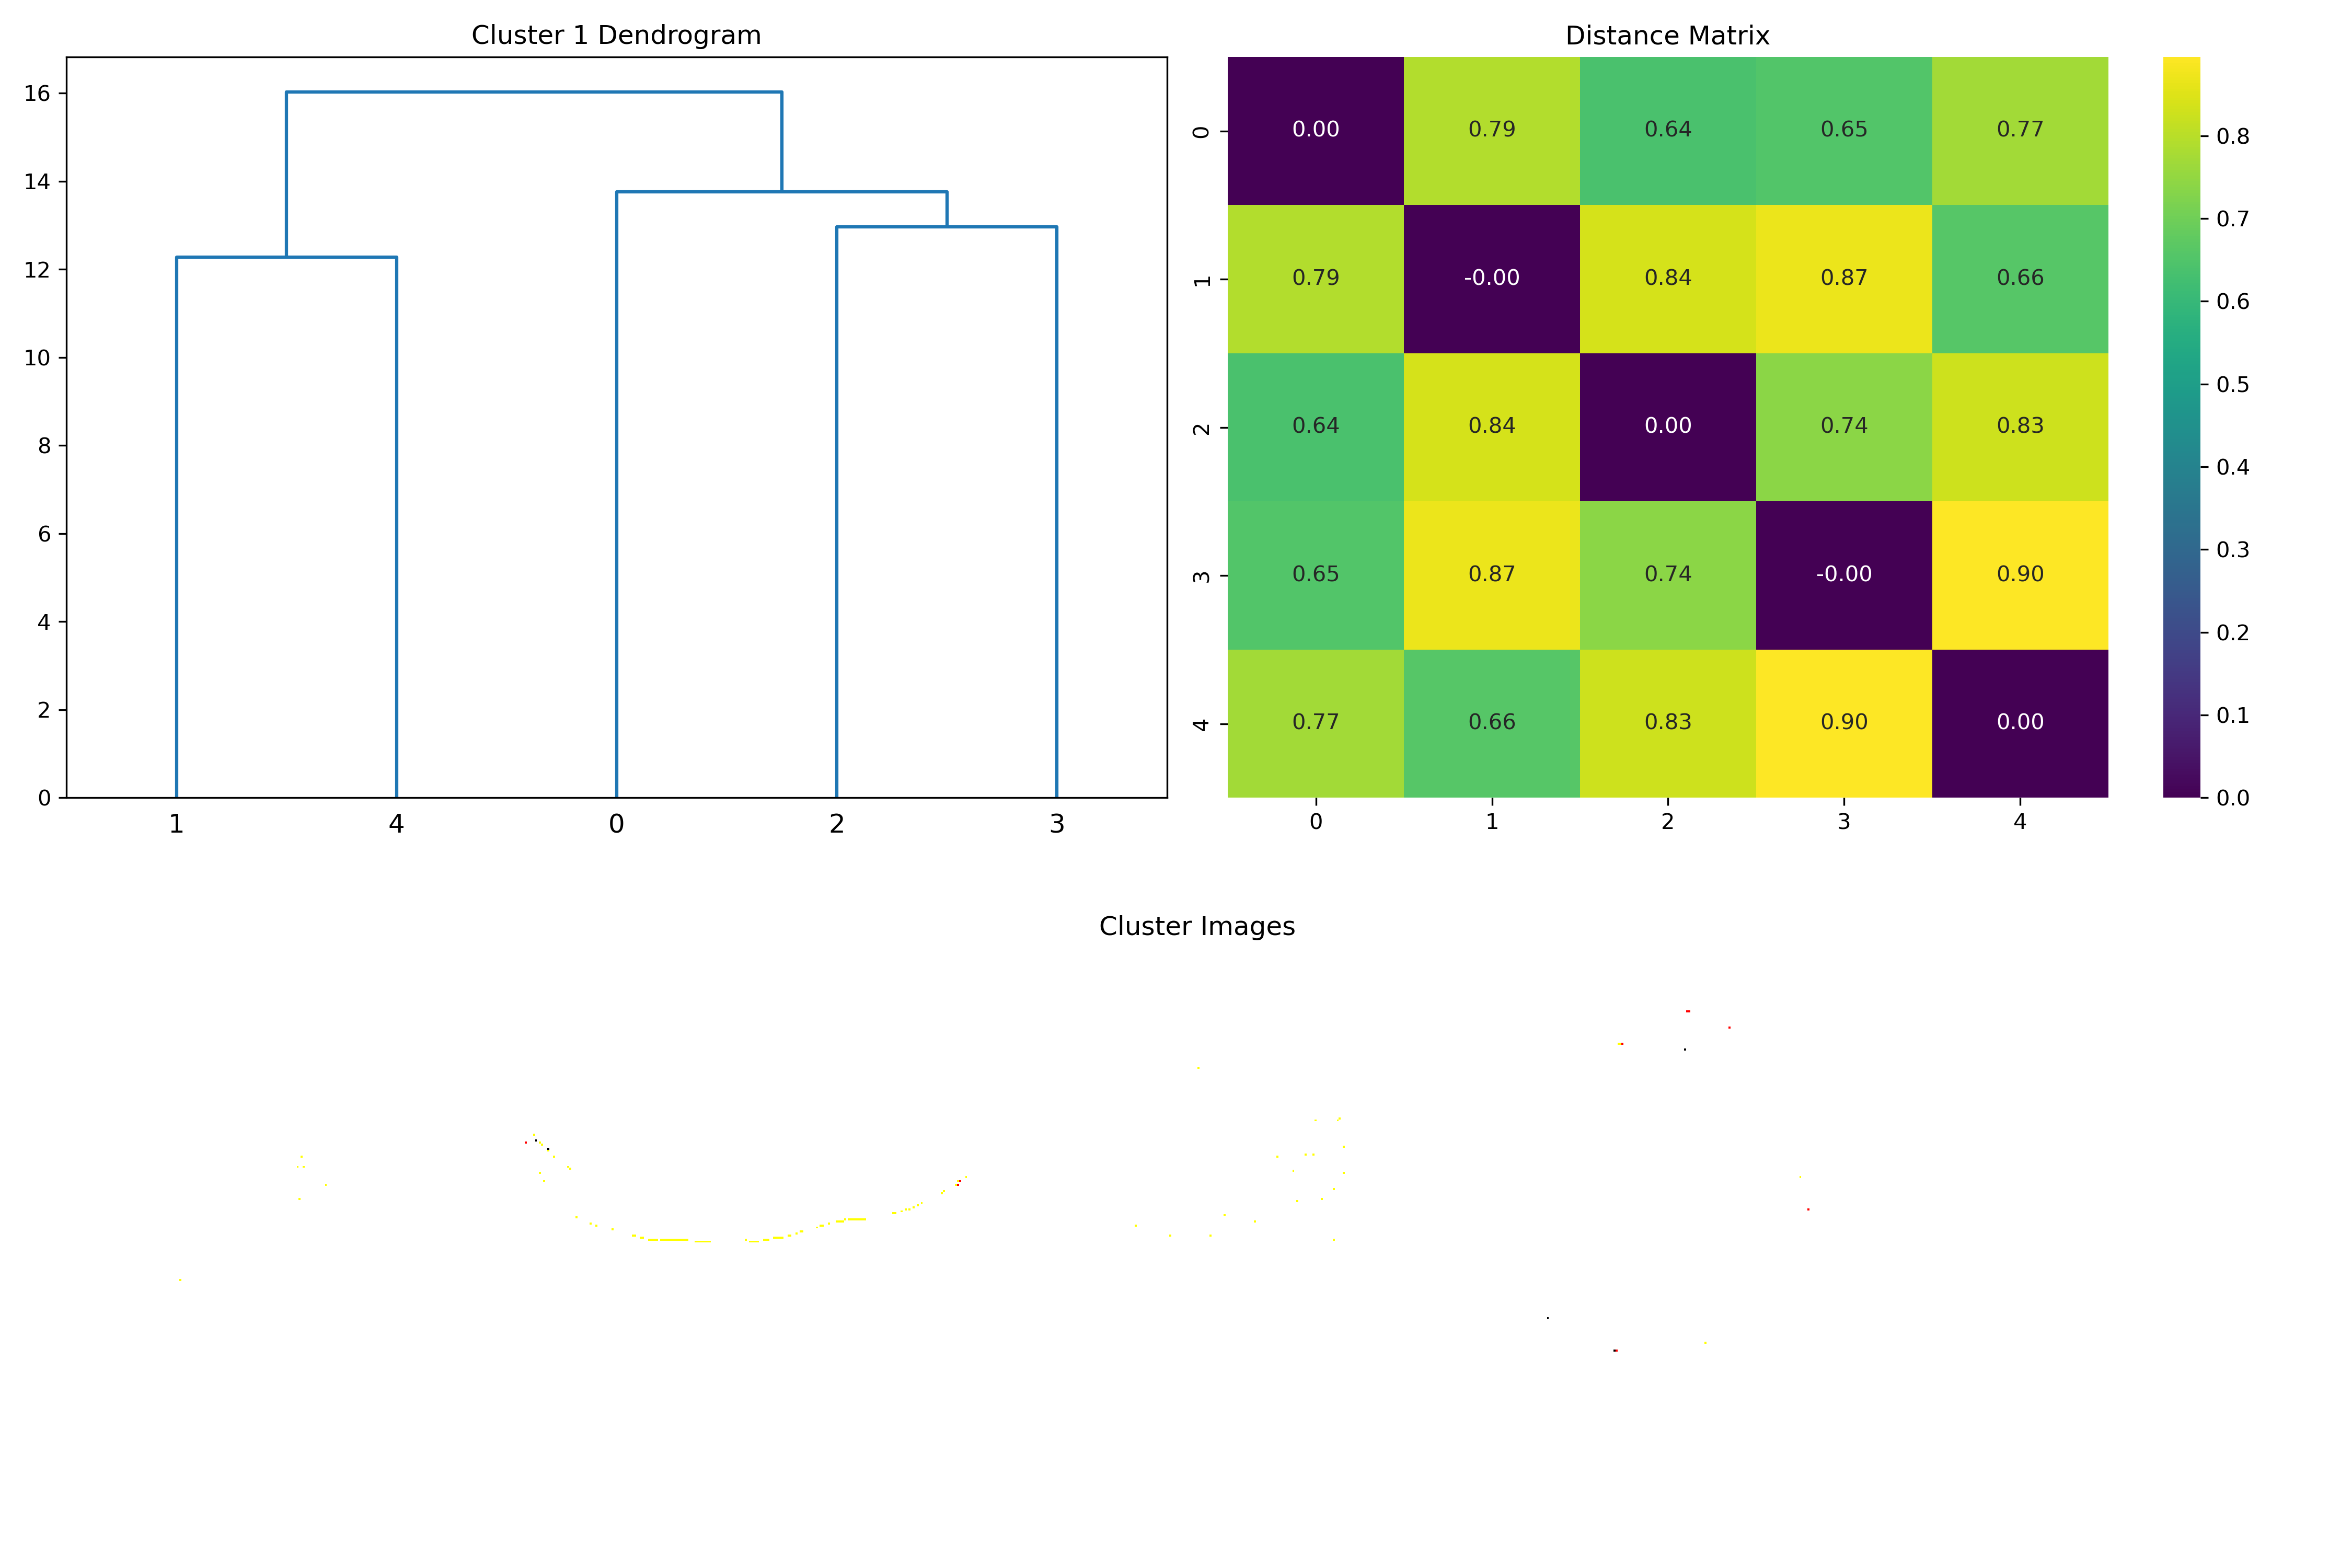 Cluster 1 Dendrogram
16
14
12
10
8
6
4
2
0
1 4 0 2 3
Distance Matrix
0 0.00 0.79 0.64 0.65 0.77
1 0.79 -0.00 0.84 0.87 0.66
2 0.64 0.84 0.00 0.74 0.83
3 0.65 0.87 0.74 -0.00 0.90
4 0.77 0.66 0.83 0.90 0.00
0 1 2 3 4
0.8
0.7
0.6
0.5
0.4
0.3
0.2
0.1
0.0
Cluster Images